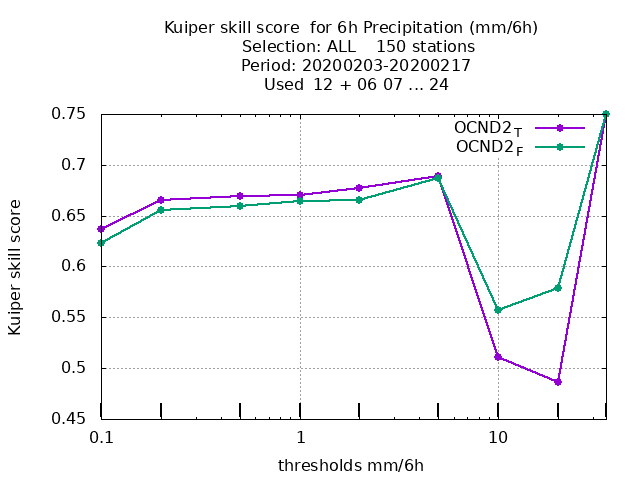 Kuiper skill score  for 6h Precipitation (mm/6h)
Selection: ALL    150 stations
Period: 20200203-20200217
Used  12 + 06 07 ... 24
OCND2_T
OCND2_F
0.75
0.7
0.65
0.6
0.55
0.5
0.45
Kuiper skill score
0.1
1
10
thresholds mm/6h